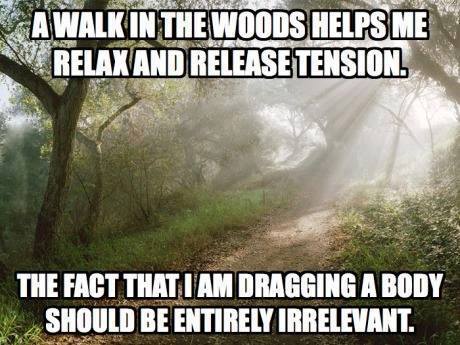 A WALK IN THE WOODS HELPS ME
RELAX AND RELEASE TENSION.
THE FACT THAT I AM DRAGGING A BODY
SHOULD BE ENTIRELY IRRELEVANT.